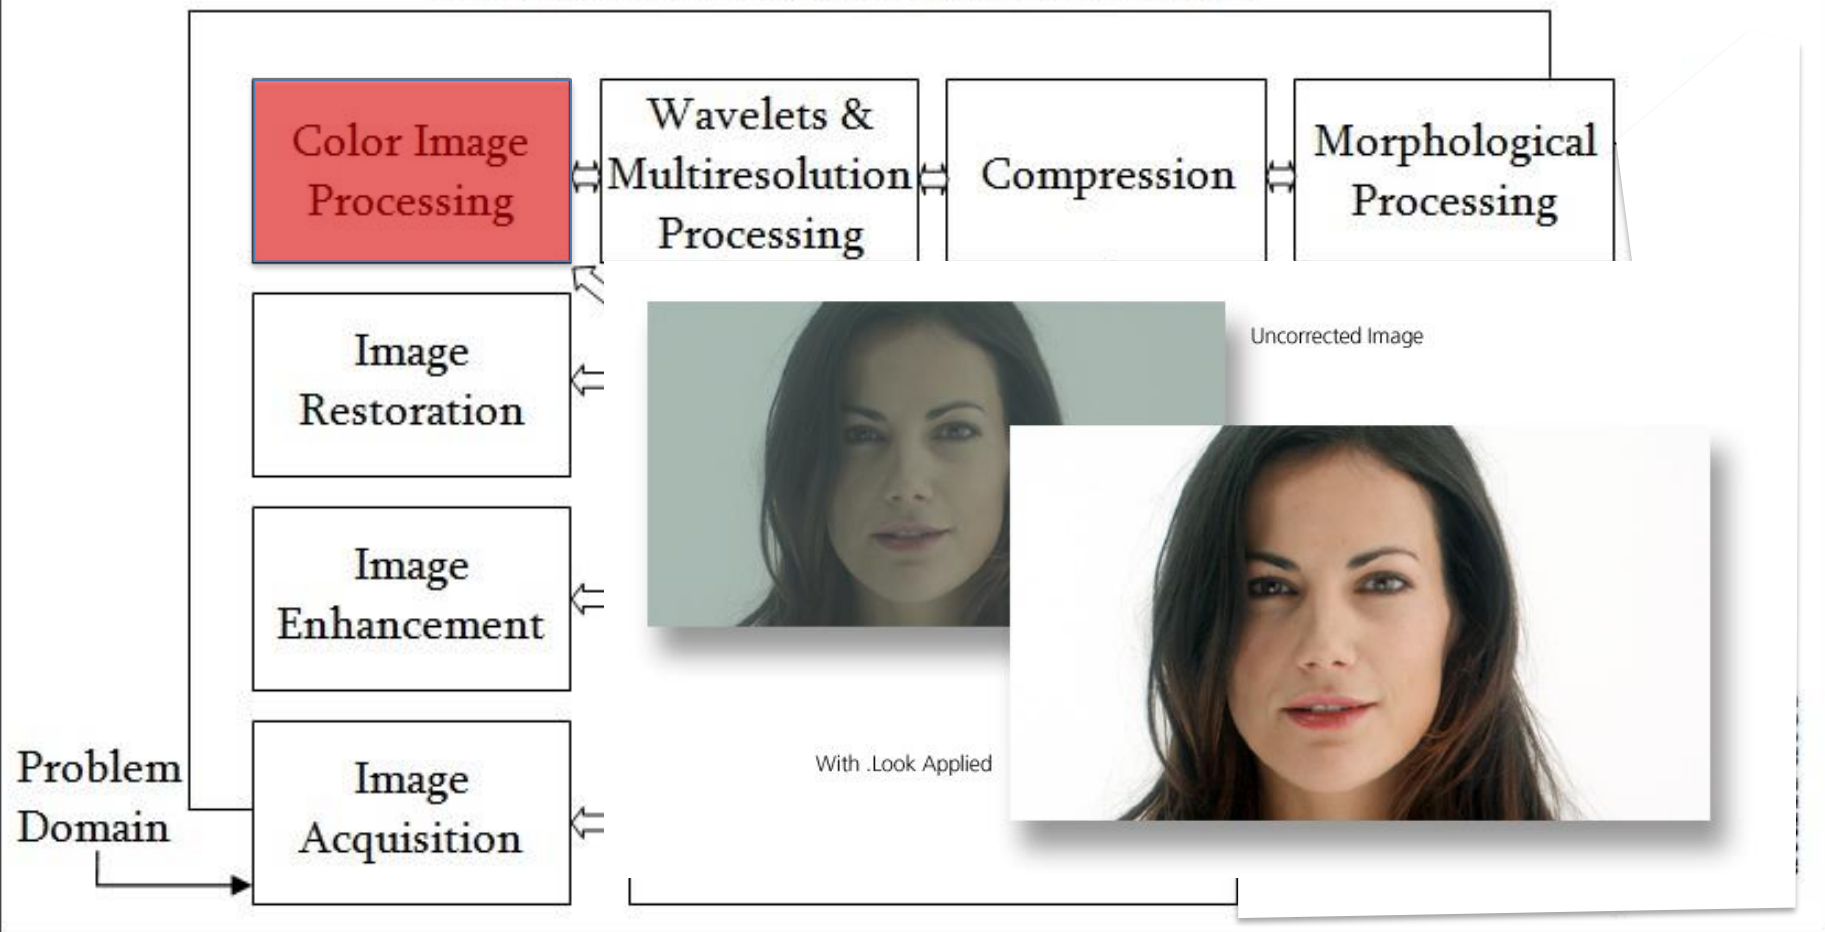 Color Image
Processing
Wavelets &
Multiresolution
Processing
Compression
Morphological
Processing
Image
Restoration
Uncorrected Image
Image
Enhancement
Problem
Domain
Image
Acquisition
With .Look Applied